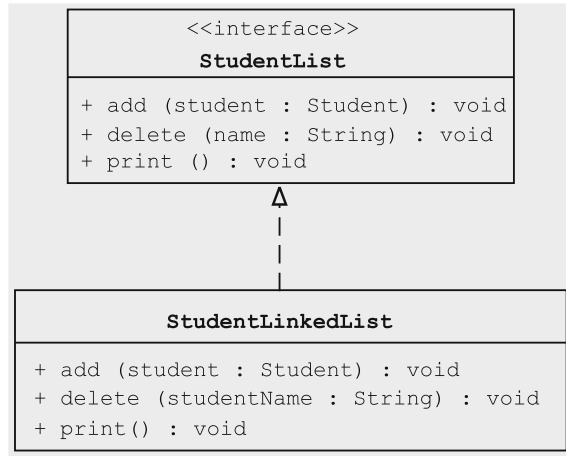 <<interface>>
StudentList
+ add (student : Student) : void
+ delete (name : String) : void
+ print () : void
StudentLinkedList
+ add (student : Student) : void
+ delete (studentName : String) : void
+ print() : void